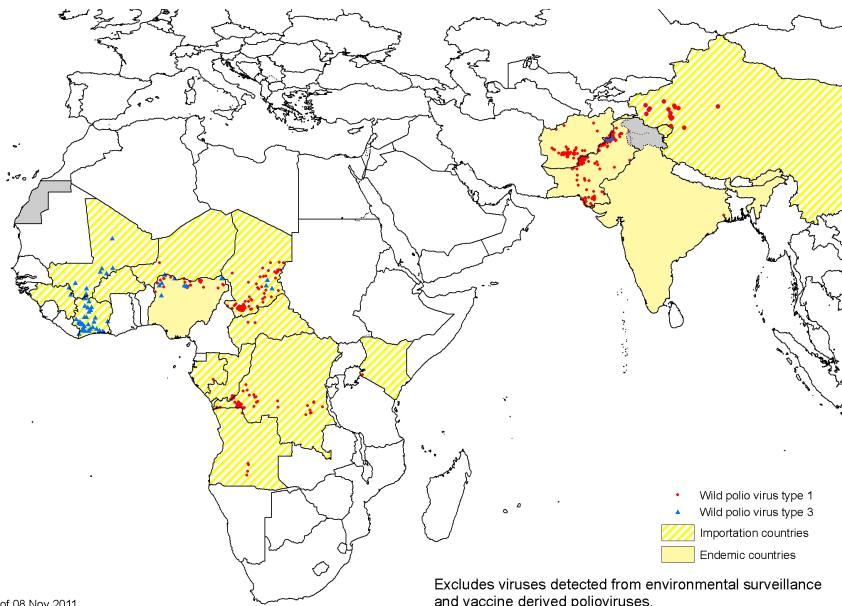 Wild polio virus type 1
Wild polio virus type 3
Importation countries
Endemic countries
of 08 Nov 2011
Excludes viruses detected from environmental surveillance
and vaccine derived polioviruses.